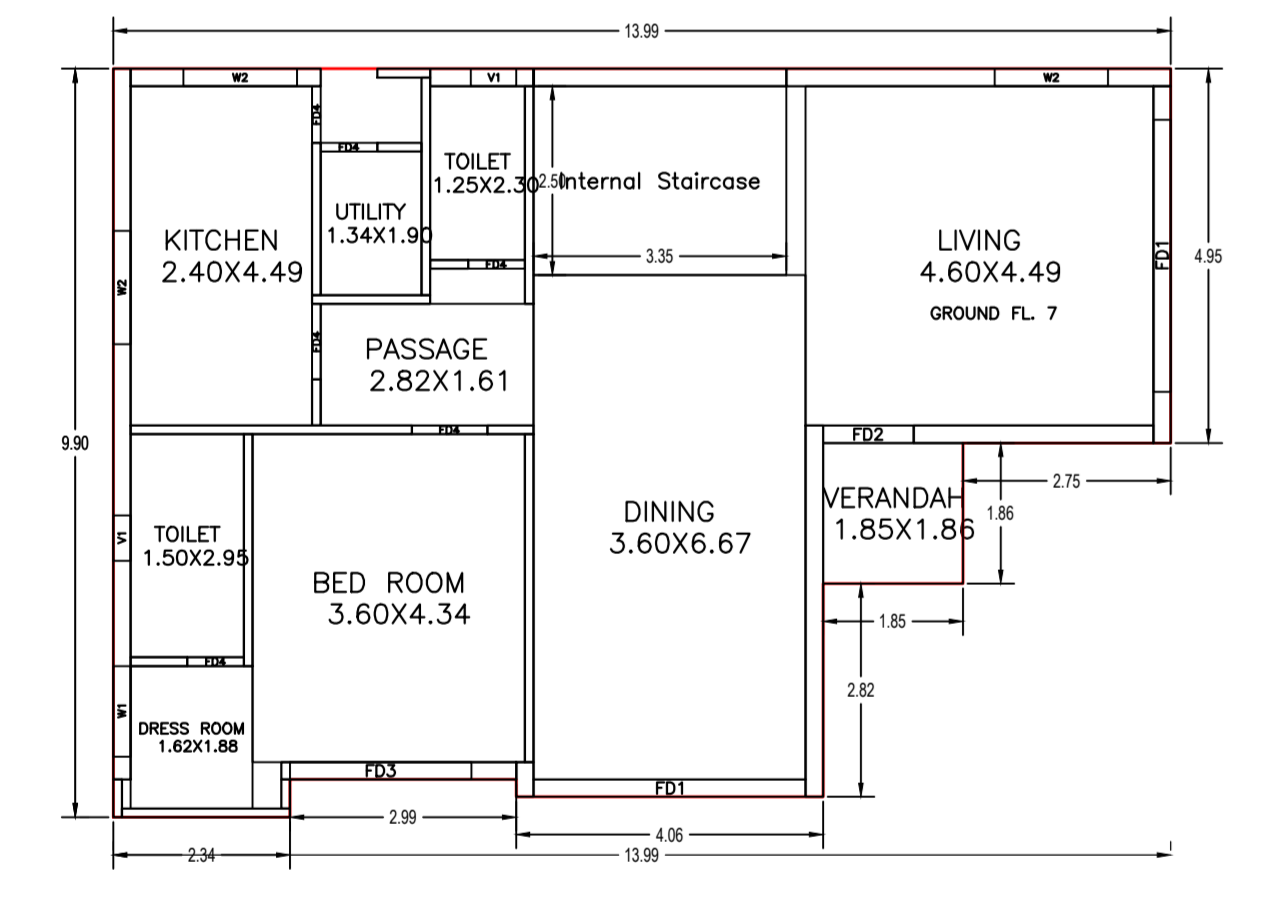 13.99
W2
V1
W2
FD4
FD4
TOILET
1.25X2.30
2.50
Internal Staircase
UTILITY
1.34X1.90
KITCHEN
2.40X4.49
LIVING
4.60X4.49
GROUND FL. 7
FD1
4.95
3.35
FD4
W2
FD4
PASSAGE
2.82X1.61
9.90
FD4
FD2
2.75
VERANDAH
1.85X1.86
1.86
DINING
3.60X6.67
V1
TOILET
1.50X2.95
BED ROOM
3.60X4.34
1.85
FD4
2.82
W1
DRESS ROOM
1.62X1.88
FD3
FD1
2.99
4.06
2.34
13.99